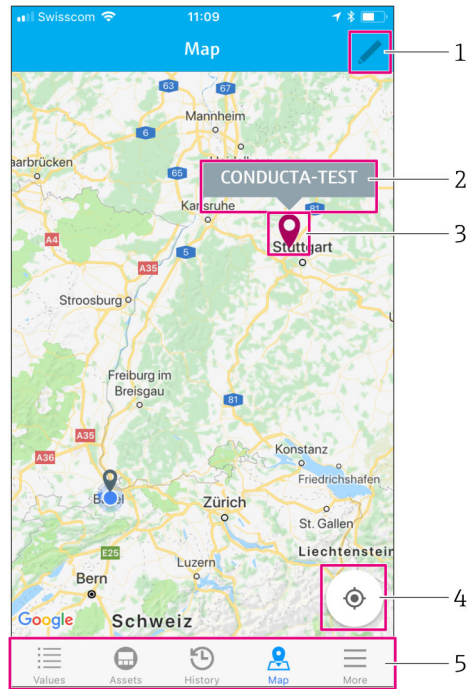 Swisscom 11:09
Map
1
63 67
Mannheim
6
aarbrücken
65
CONDUCTA-TEST
2
Karlsruhe
81
3
A4
5
Stuttgart
A35
Stroosburg
Freiburg im
Breisgau
81
A35
A36
Konstanz
Friedrichshafen
Zürich
St. Gallen
E25
Liechtenstein
Luzern
Bern
4
Google
Schweiz
Values Assets History Map More
5